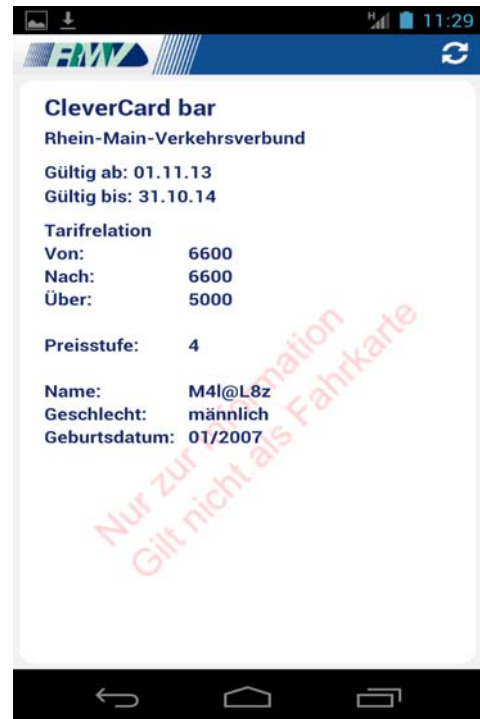 H 11:29
RMV
CleverCard bar
Rhein-Main-Verkehrsverbund
Gültig ab: 01.11.13
Gültig bis: 31.10.14
Tarifrelation
Von: 6600
Nach: 6600
Über: 5000
Preisstufe: 4
Name: M4l@L8z
Geschlecht: männlich
Geburtsdatum: 01/2007
Nur zur Information
Gilt nicht als Fahrkarte